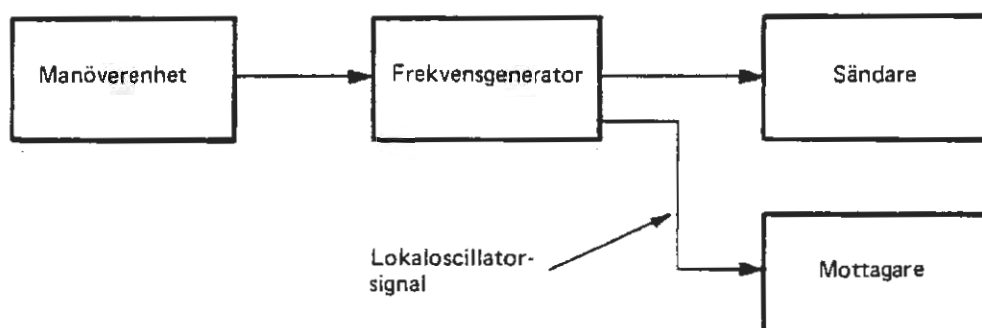 Manöverenhet
Frekvensgenerator
Sändare
Lokaloscillator-
signal
Mottagare